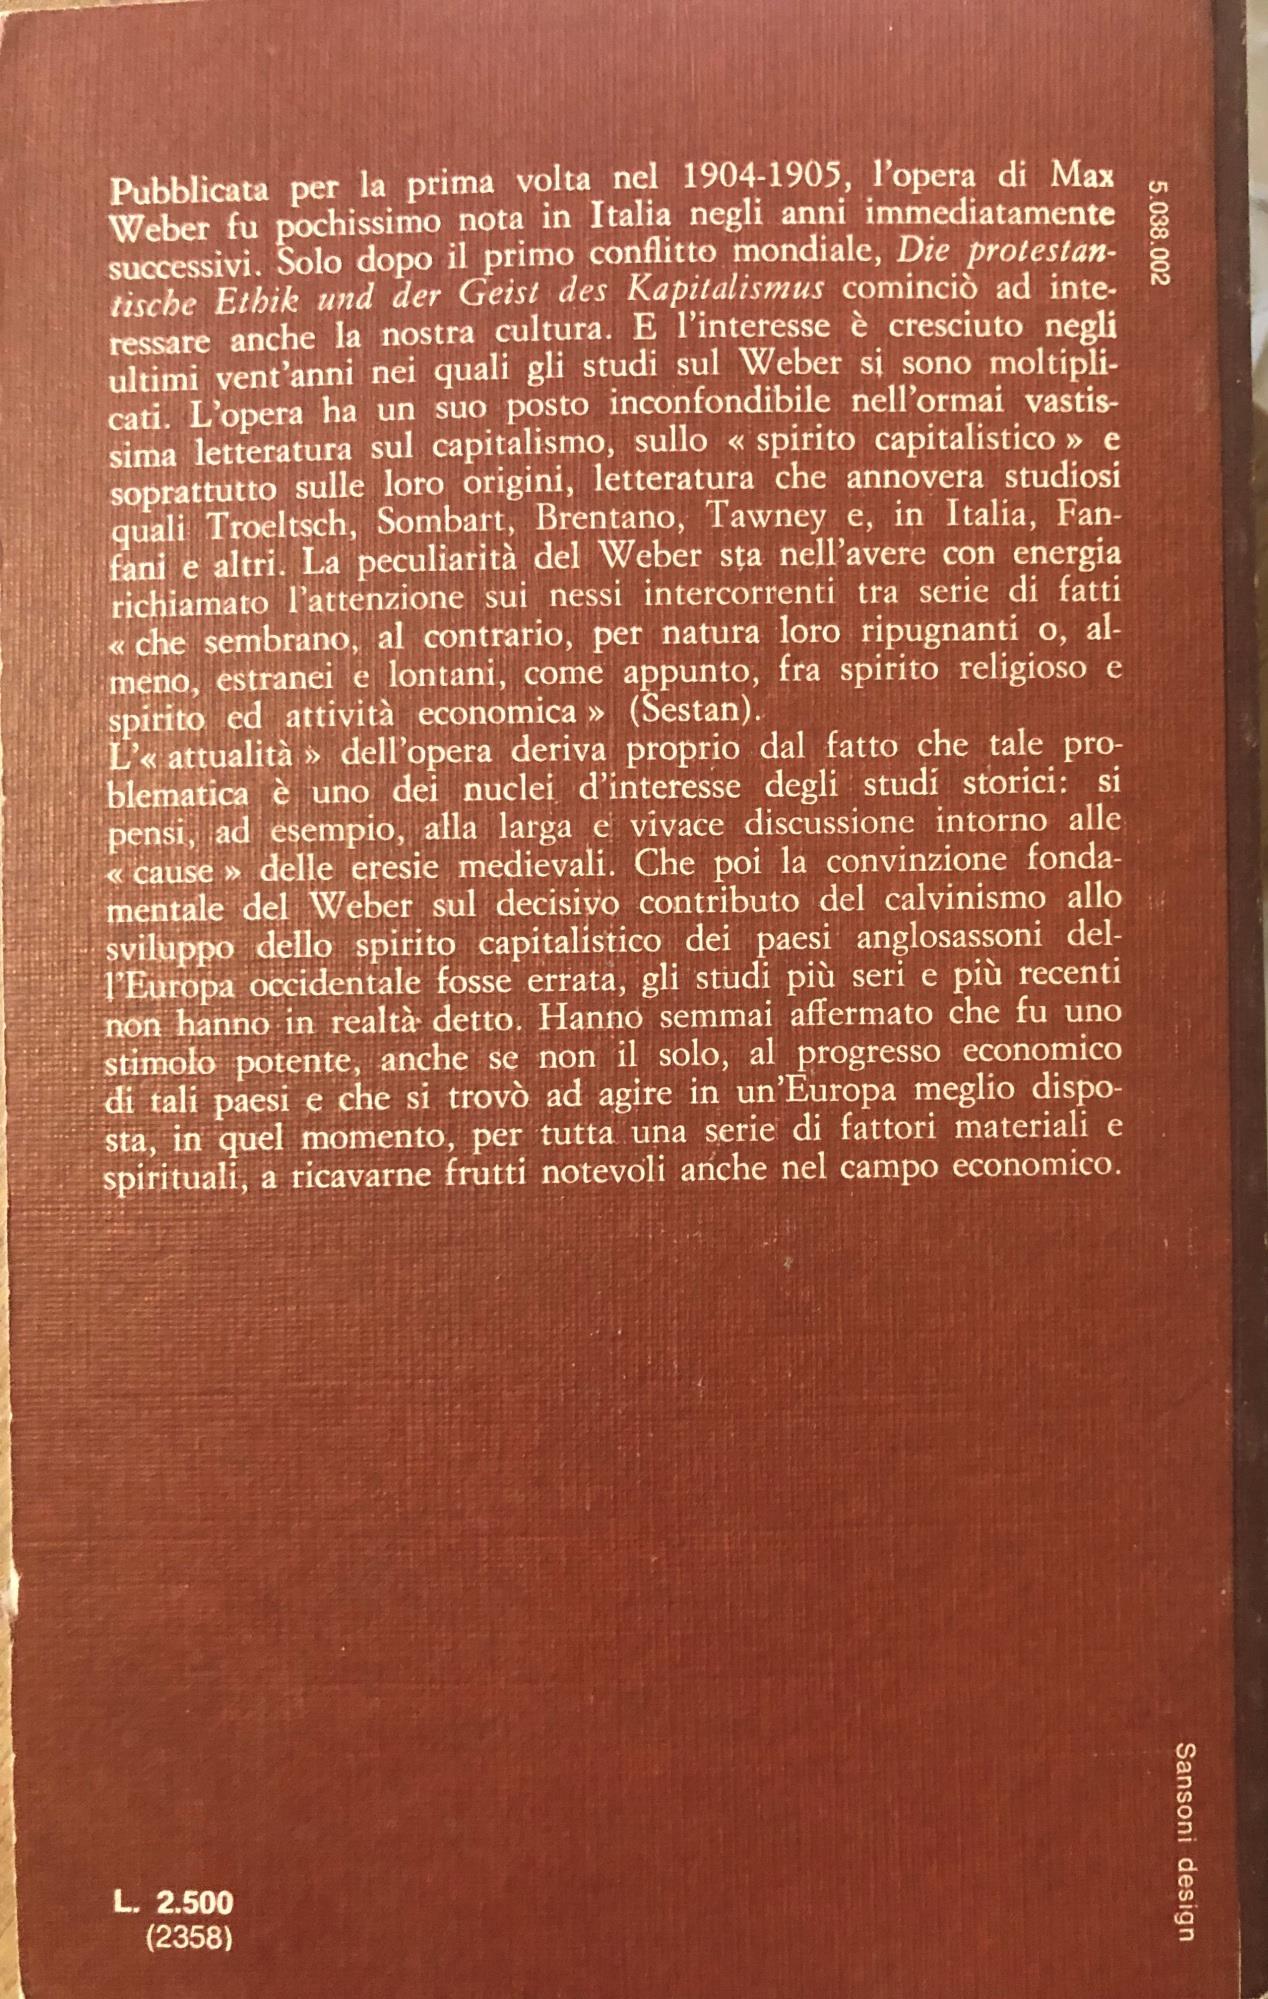 Pubblicata per la prima volta nel 1904-1905, l'opera di Max
Weber fu pochissimo nota in Italia negli anni immediatamente
successivi. Solo dopo il primo conflitto mondiale, Die protestan-
tische Ethik und der Geist des Kapitalismus cominciò ad inte-
ressare anche la nostra cultura. E l'interesse è cresciuto negli
ultimi vent'anni nei quali gli studi sul Weber si sono moltipli-
cati. L'opera ha un suo posto inconfondibile nell'ormai vastis-
sima letteratura sul capitalismo, sullo « spirito capitalistico » e
soprattutto sulle loro origini, letteratura che annovera studiosi
quali Troeltsch, Sombart, Brentano, Tawney e, in Italia, Fan-
fani e altri. La peculiarità del Weber sta nell'avere con energia
richiamato l'attenzione sui nessi intercorrenti tra serie di fatti
« che sembrano, al contrario, per natura loro ripugnanti o, al-
meno, estranei e lontani, come appunto, fra spirito religioso e
spirito ed attività economica » (Sestan).
L'« attualità » dell'opera deriva proprio dal fatto che tale pro-
blematica è uno dei nuclei d'interesse degli studi storici: si
pensi, ad esempio, alla larga e vivace discussione intorno alle
« cause » delle eresie medievali. Che poi la convinzione fonda-
mentale del Weber sul decisivo contributo del calvinismo allo
sviluppo dello spirito capitalistico dei paesi anglosassoni del-
l'Europa occidentale fosse errata, gli studi più seri e più recenti
non hanno in realtà detto. Hanno semmai affermato che fu uno
stimolo potente, anche se non il solo, al progresso economico
di tali paesi e che si trovò ad agire in un'Europa meglio dispo-
sta, in quel momento, per tutta una serie di fattori materiali e
spirituali, a ricavarne frutti notevoli anche nel campo economico.
5.038.002
Sansoni design
L. 2.500
(2358)